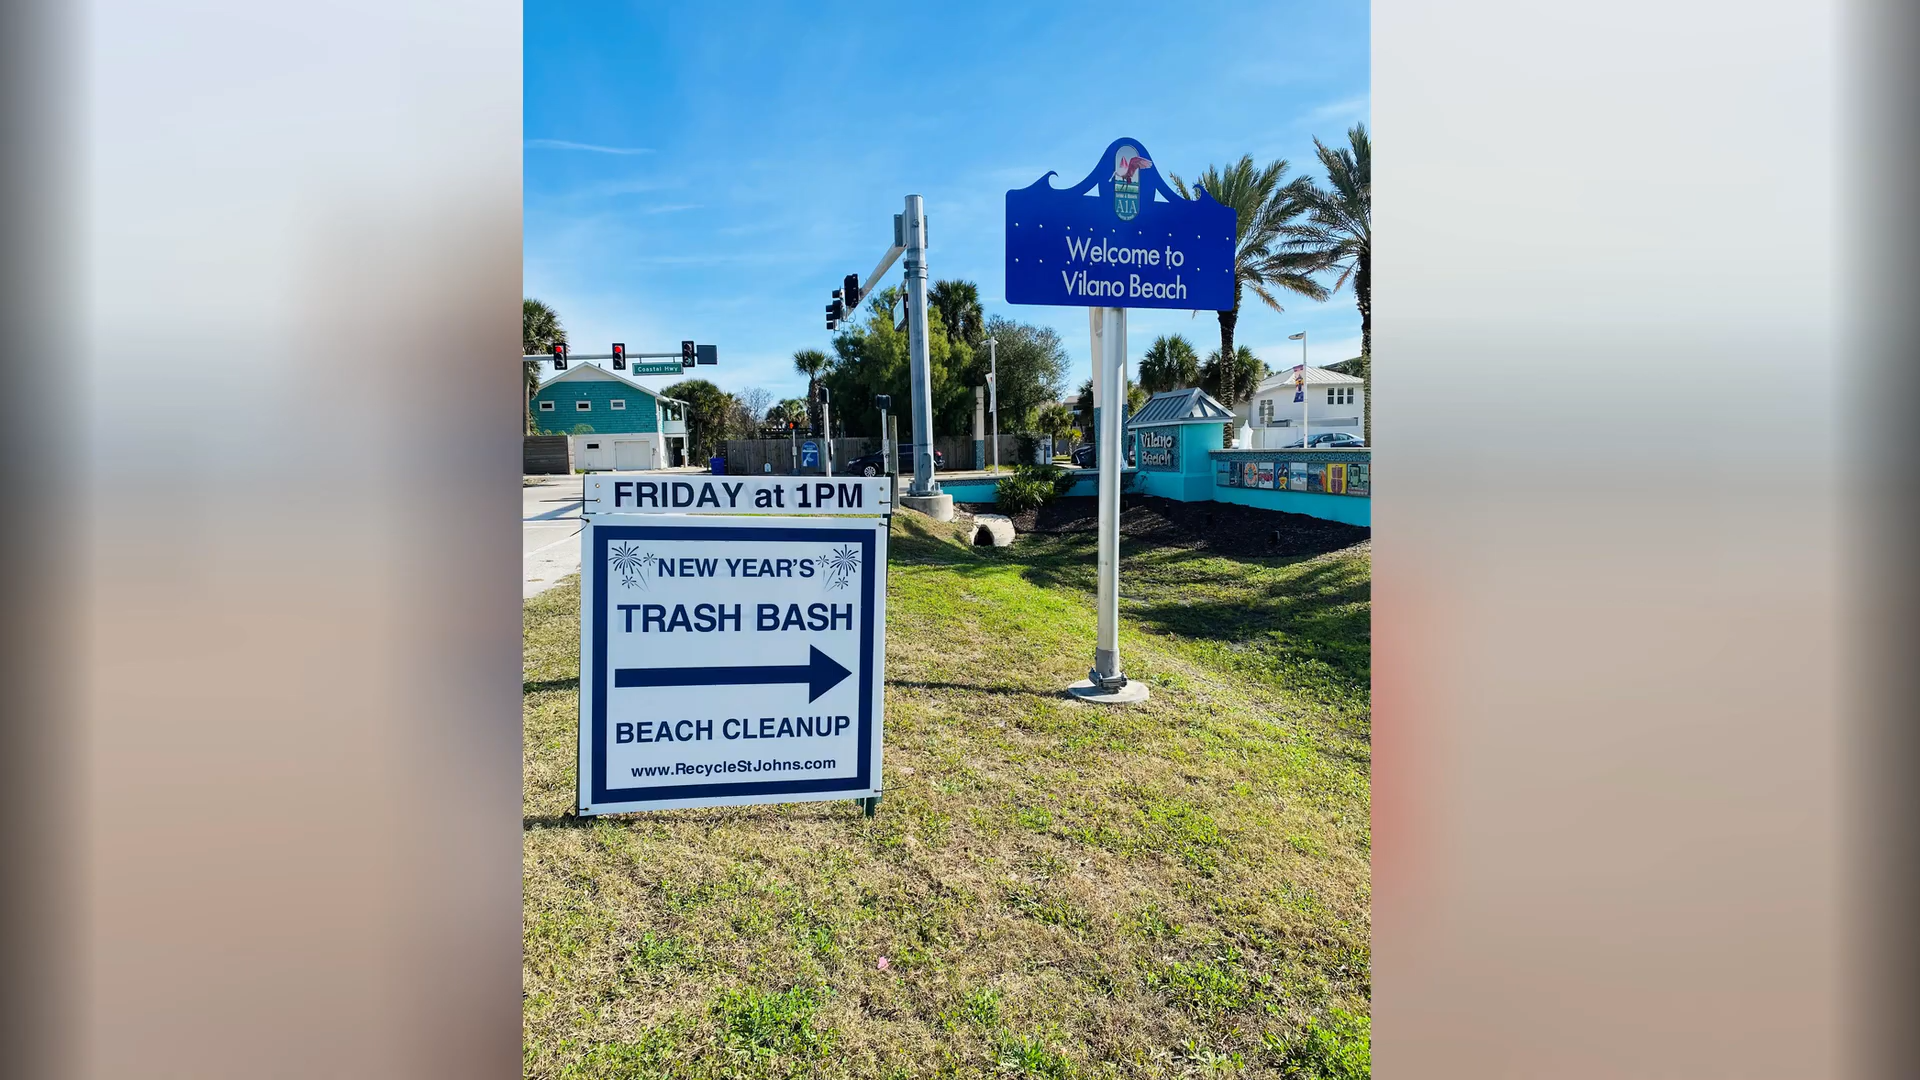 A1A
Welcome to
Vilano Beach
Coastal Hwy
Vilano
Beach
FRIDAY at 1PM
NEW YEAR'S
TRASH BASH
BEACH CLEANUP
www.RecycleStJohns.com